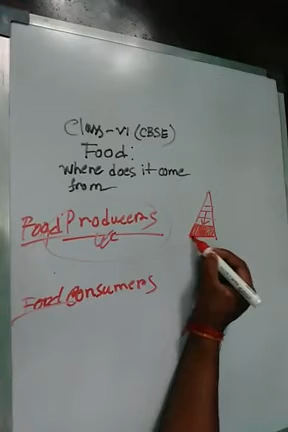 Class-VI (CBSE)
Food:
Where does it come
from
Food Producers
Food Consumers